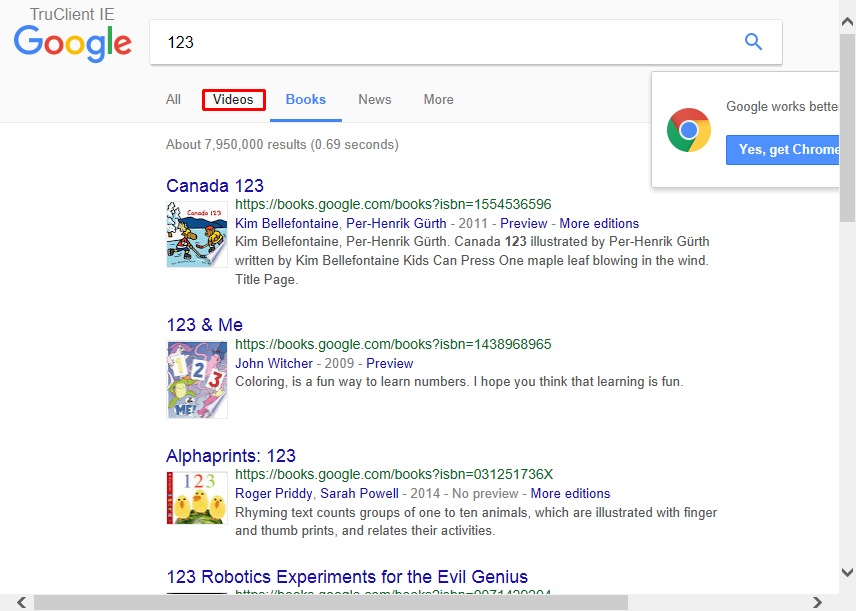 TruClient IE
Google
123
All Videos Books News More
Google works bette
Yes, get Chrome
About 7,950,000 results (0.69 seconds)
Canada 123
https://books.google.com/books?isbn=1554536596
Kim Bellefontaine, Per-Henrik Gürth - 2011 - Preview - More editions
Kim Bellefontaine, Per-Henrik Gürth. Canada 123 illustrated by Per-Henrik Gürth
written by Kim Bellefontaine Kids Can Press One maple leaf blowing in the wind.
Title Page.
Canada 123
123 & Me
https://books.google.com/books?isbn=1438968965
John Witcher - 2009 - Preview
Coloring, is a fun way to learn numbers. I hope you think that learning is fun.
1 2 3
& ME!
Alphaprints: 123
https://books.google.com/books?isbn=031251736X
Roger Priddy, Sarah Powell - 2014 - No preview - More editions
Rhyming text counts groups of one to ten animals, which are illustrated with finger
and thumb prints, and relates their activities.
123
123 Robotics Experiments for the Evil Genius